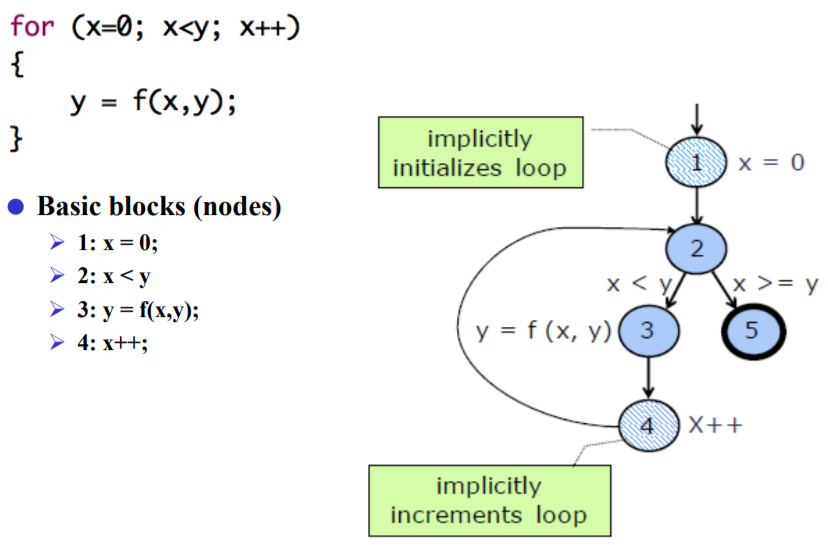 for (x=0; x<y; x++)
{
y = f(x,y);
}
Basic blocks (nodes)
1: x = 0;
2: x < y
3: y = f(x,y);
4: x++;
implicitly
initializes loop
1
x = 0
2
x < y
x >= y
y = f (x, y)
3
5
4
X++
implicitly
increments loop